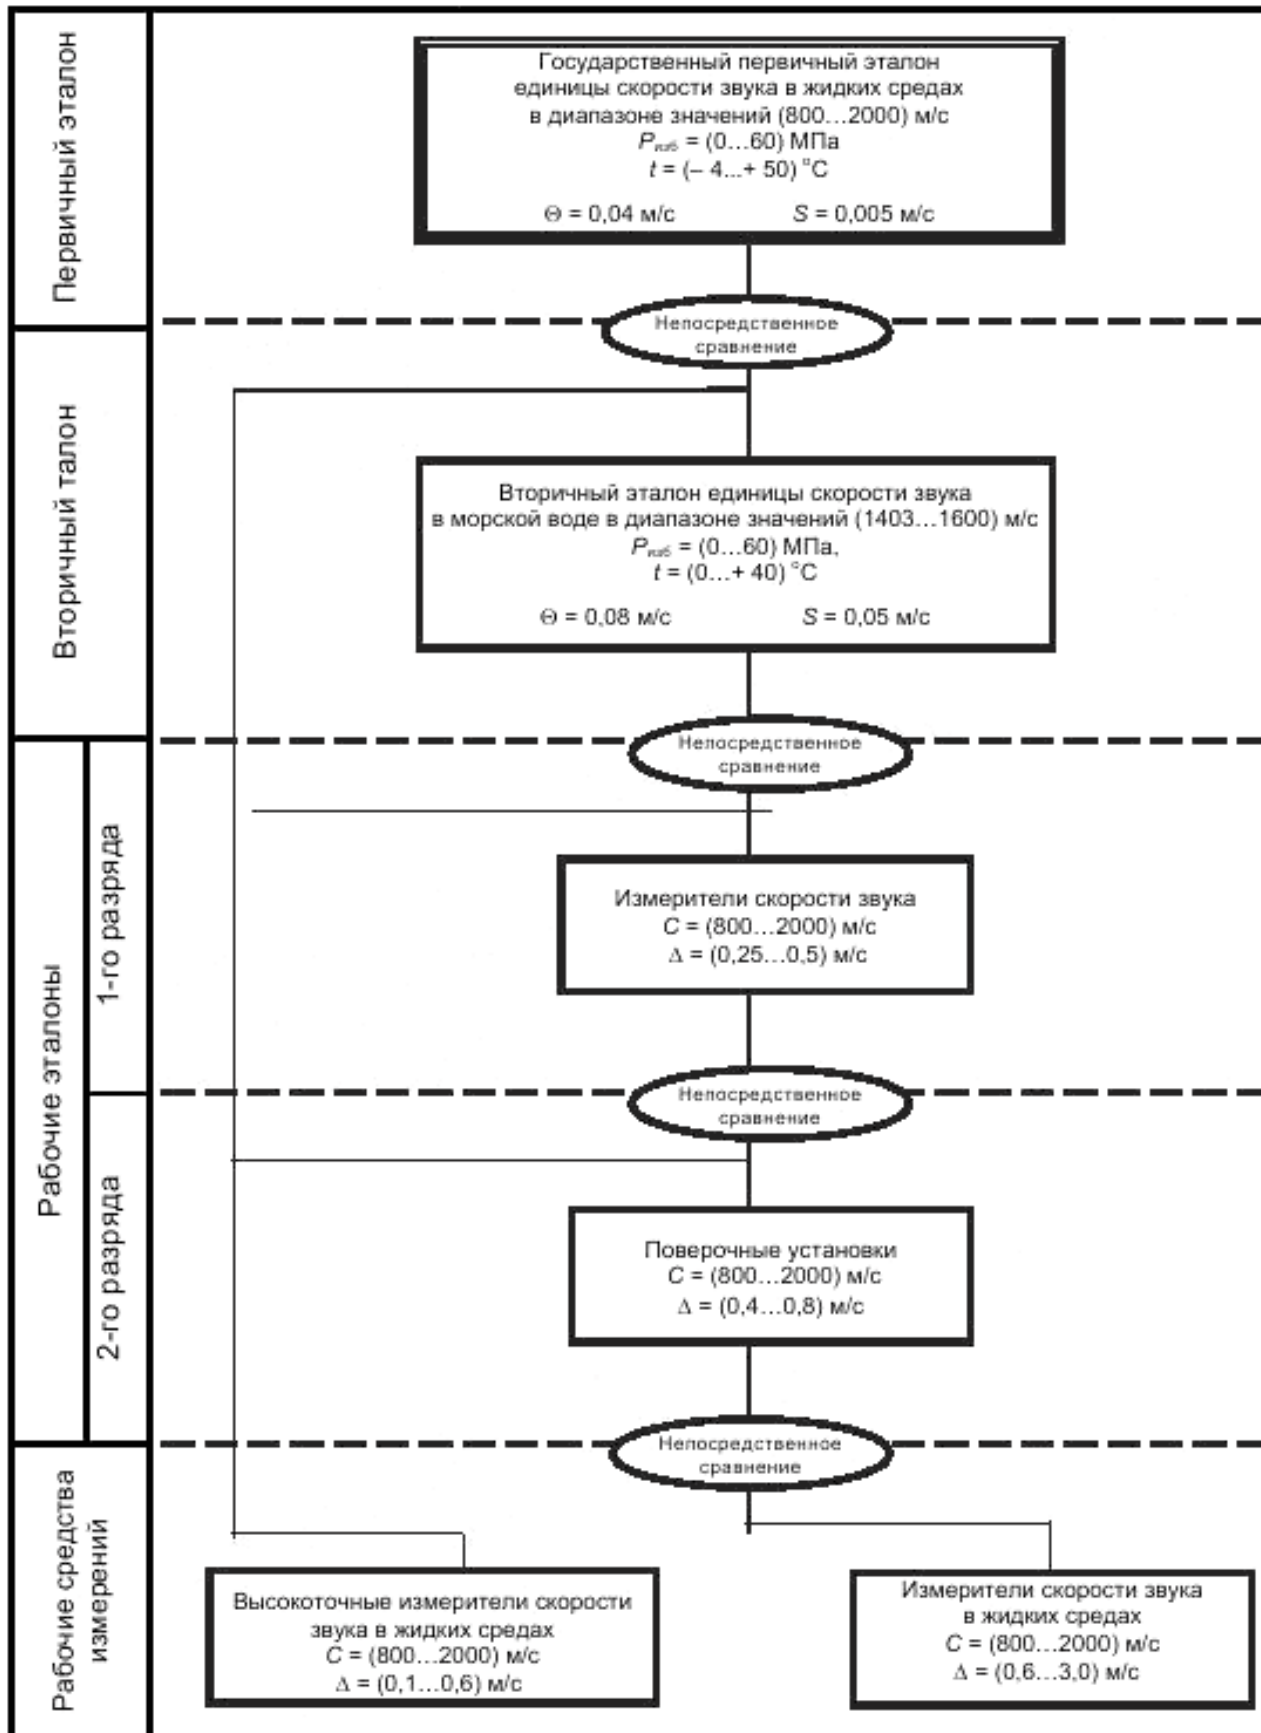 Первичный эталон
Государственный первичный эталон
единицы скорости звука в жидких средах
в диапазоне значений (800...2000) м/с
Pизб = (0...60) МПа
t = (– 4...+ 50) °C
Θ = 0,04 м/с S = 0,005 м/с
Непосредственное
сравнение
Вторичный талон
Вторичный эталон единицы скорости звука
в морской воде в диапазоне значений (1403...1600) м/с
Pизб = (0...60) МПа,
t = (0...+ 40) °C
Θ = 0,08 м/с S = 0,05 м/с
Непосредственное
сравнение
Рабочие эталоны
1-го разряда
Измерители скорости звука
C = (800...2000) м/с
Δ = (0,25...0,5) м/с
Непосредственное
сравнение
2-го разряда
Поверочные установки
C = (800...2000) м/с
Δ = (0,4...0,8) м/с
Непосредственное
сравнение
Рабочие средства
измерений
Высокоточные измерители скорости
звука в жидких средах
C = (800...2000) м/с
Δ = (0,1...0,6) м/с
Измерители скорости звука
в жидких средах
C = (800...2000) м/с
Δ = (0,6...3,0) м/с